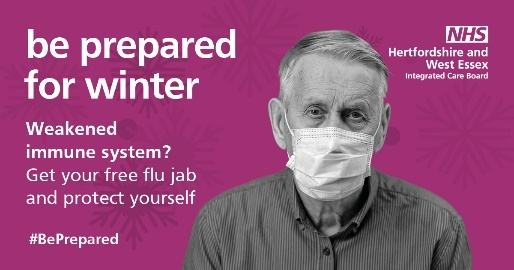 be prepared
for winter
NHS
Hertfordshire and
West Essex
Integrated Care Board
Weakened
immune system?
Get your free flu jab
and protect yourself
#BePrepared